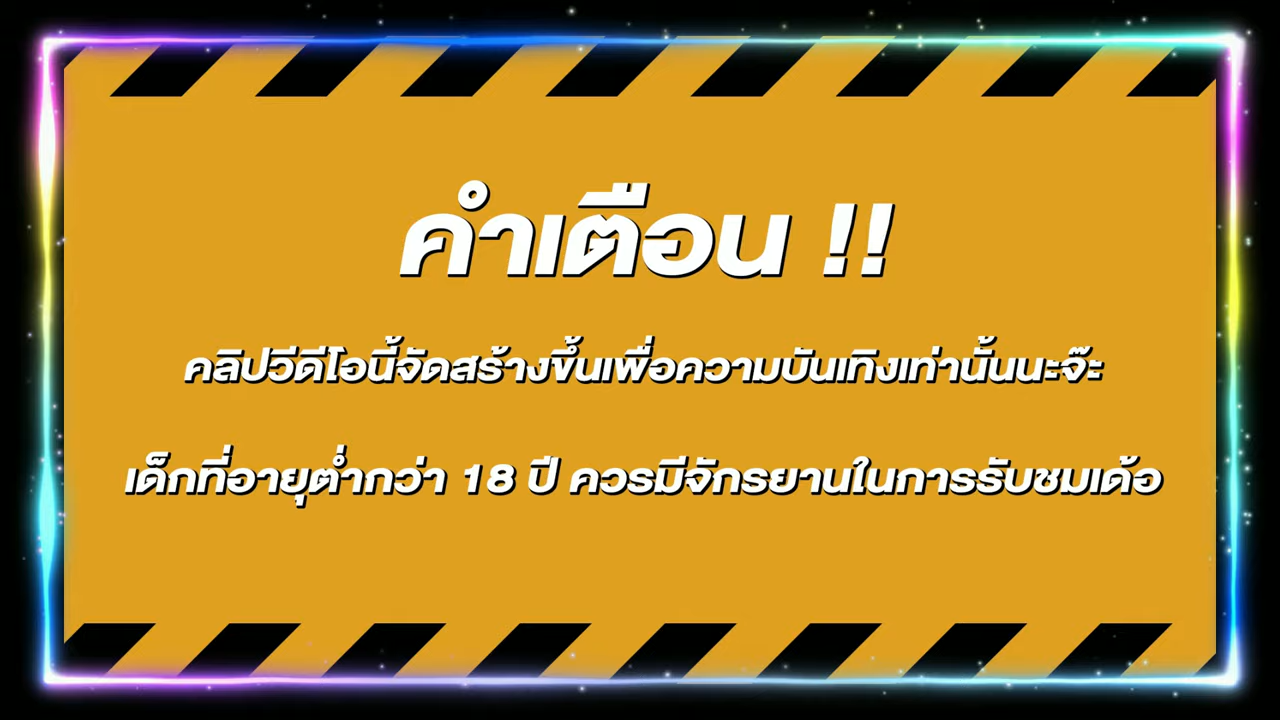 คำเตือน !!
คลิปวีดีโอนี้จัดสร้างขึ้นเพื่อความบันเทิงเท่านั้นนะจ๊ะ
เด็กที่อายุต่ำกว่า 18 ปี ควรมีจักรยานในการรับชมเด้อ